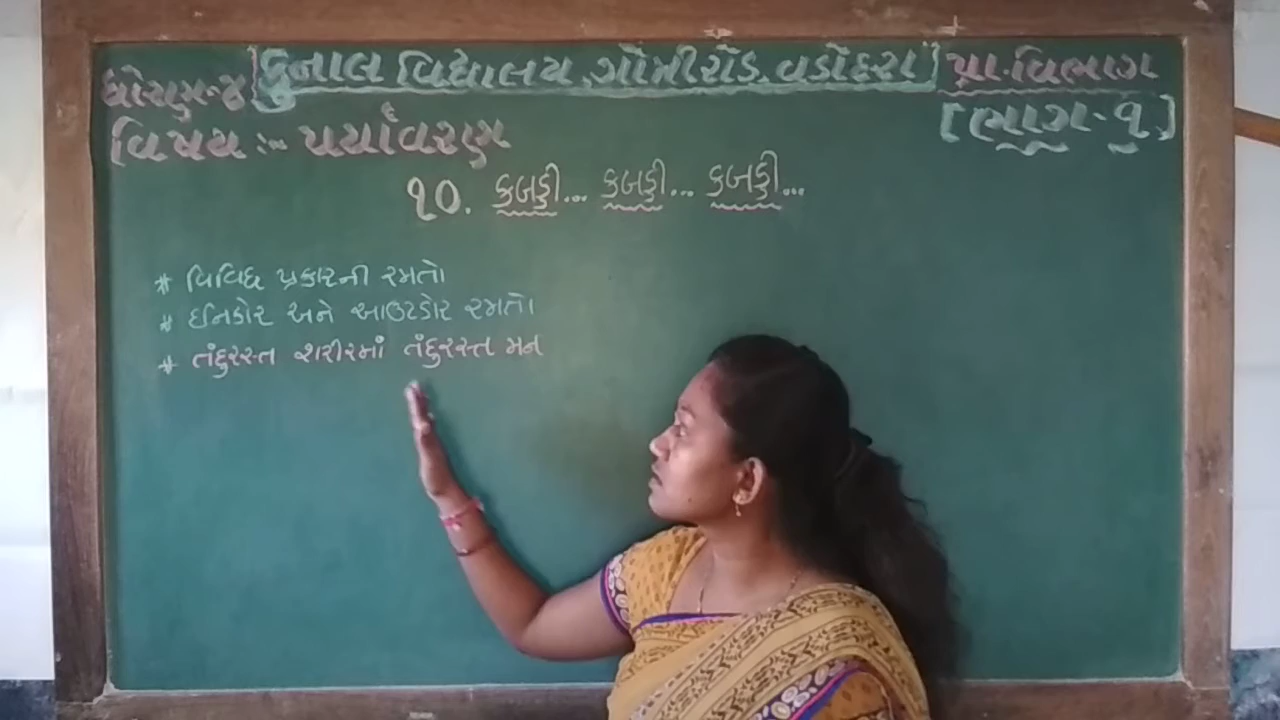 ધોરણ-૪ [કુનાલ વિદ્યાલય, ગોત્રીરોડ, વડોદરા] પ્રા.વિભાગ
વિષય :- પર્યાવરણ [ભાગ-૧]
૧૦. કબડ્ડી... કબડ્ડી... કબડ્ડી...
# વિવિધ પ્રકારની રમતો
# ઈનડોર અને આઉટડોર રમતો
# તંદુરસ્ત શરીરમાં તંદુરસ્ત મન